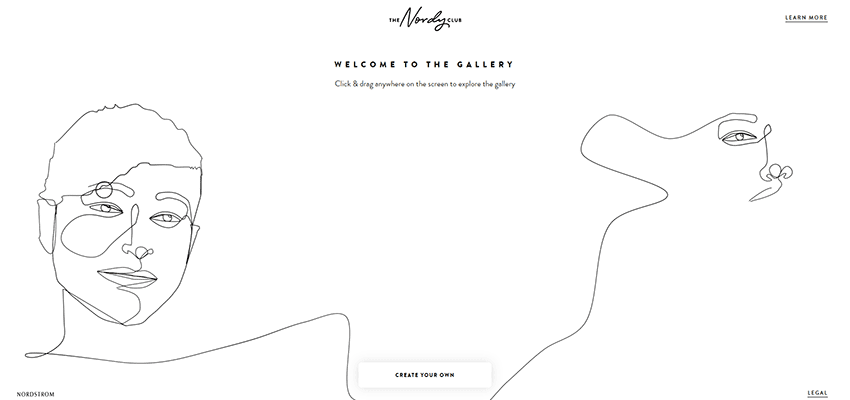 THE Nordy CLUB
LEARN MORE
WELCOME TO THE GALLERY
Click & drag anywhere on the screen to explore the gallery
CREATE YOUR OWN
NORDSTROM
LEGAL